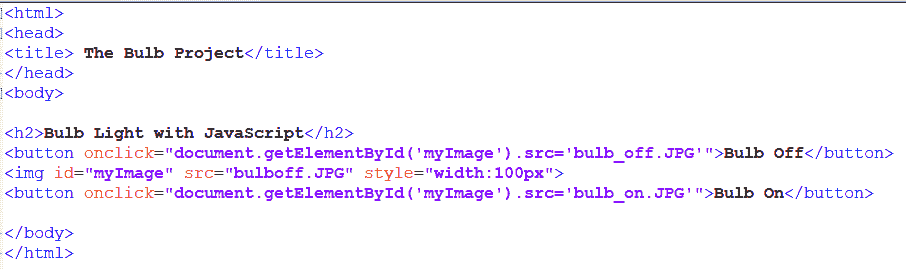 <html>
<head>
<title> The Bulb Project</title>
</head>
<body>
<h2>Bulb Light with JavaScript</h2>
<button onclick="document.getElementById('myImage').src='bulb_off.JPG'">Bulb Off</button>
<img id="myImage" src="bulboff.JPG" style="width:100px">
<button onclick="document.getElementById('myImage').src='bulb_on.JPG'">Bulb On</button>
</body>
</html>